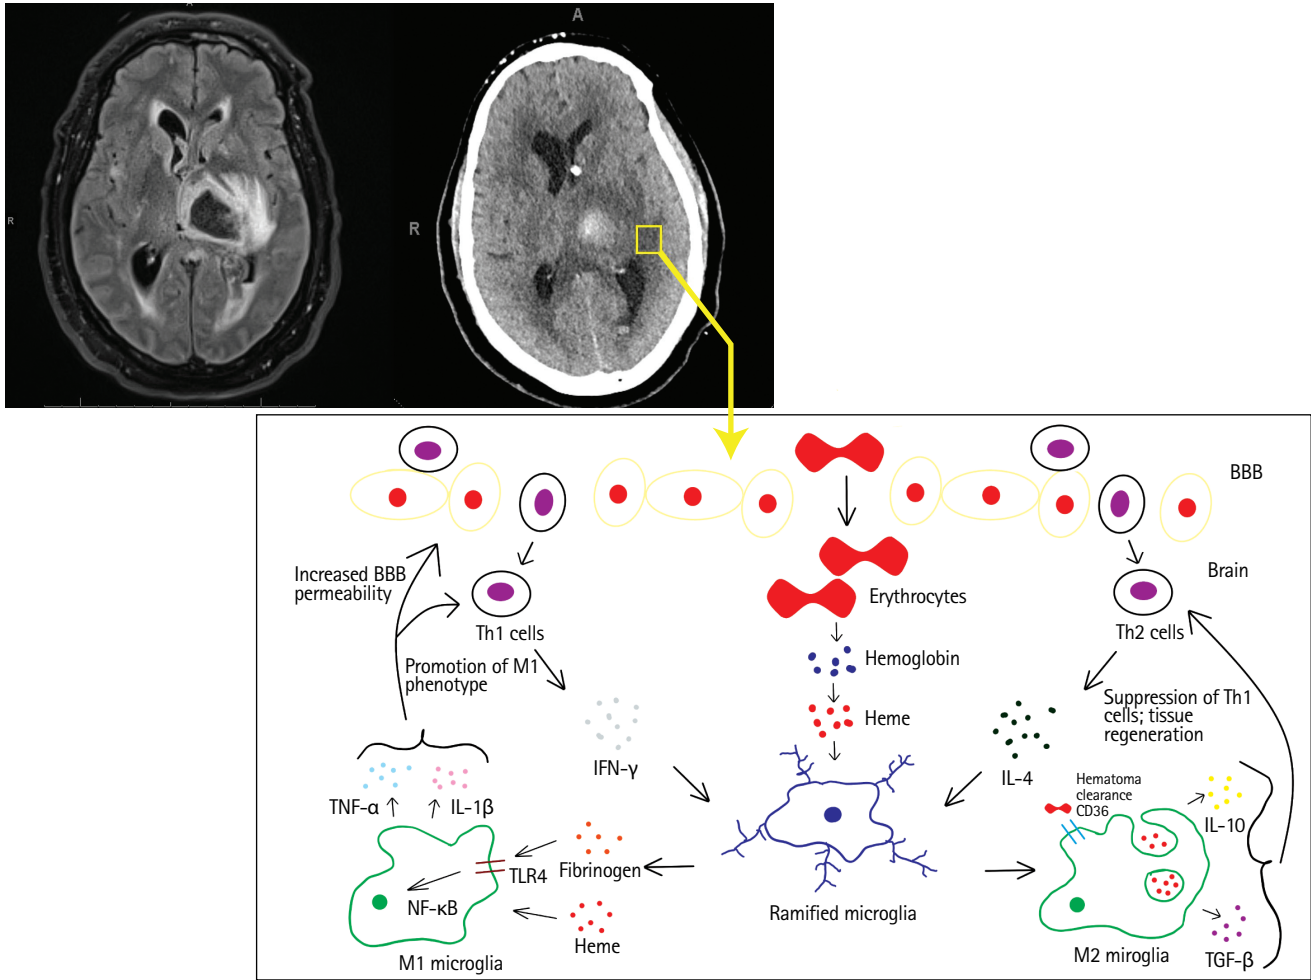 A
A
R
R
BBB
Increased BBB
permeability
Th1 cells
Erythrocytes
Brain
Th2 cells
Promotion of M1
phenotype
Hemoglobin
Heme
Suppression of Th1
cells; tissue
regeneration
IFN-γ
IL-4
TNF-α
IL-1β
Hematoma
clearance
CD36
IL-10
Fibrinogen
TLR4
NF-κB
Heme
M1 microglia
Ramified microglia
M2 miroglia
TGF-β